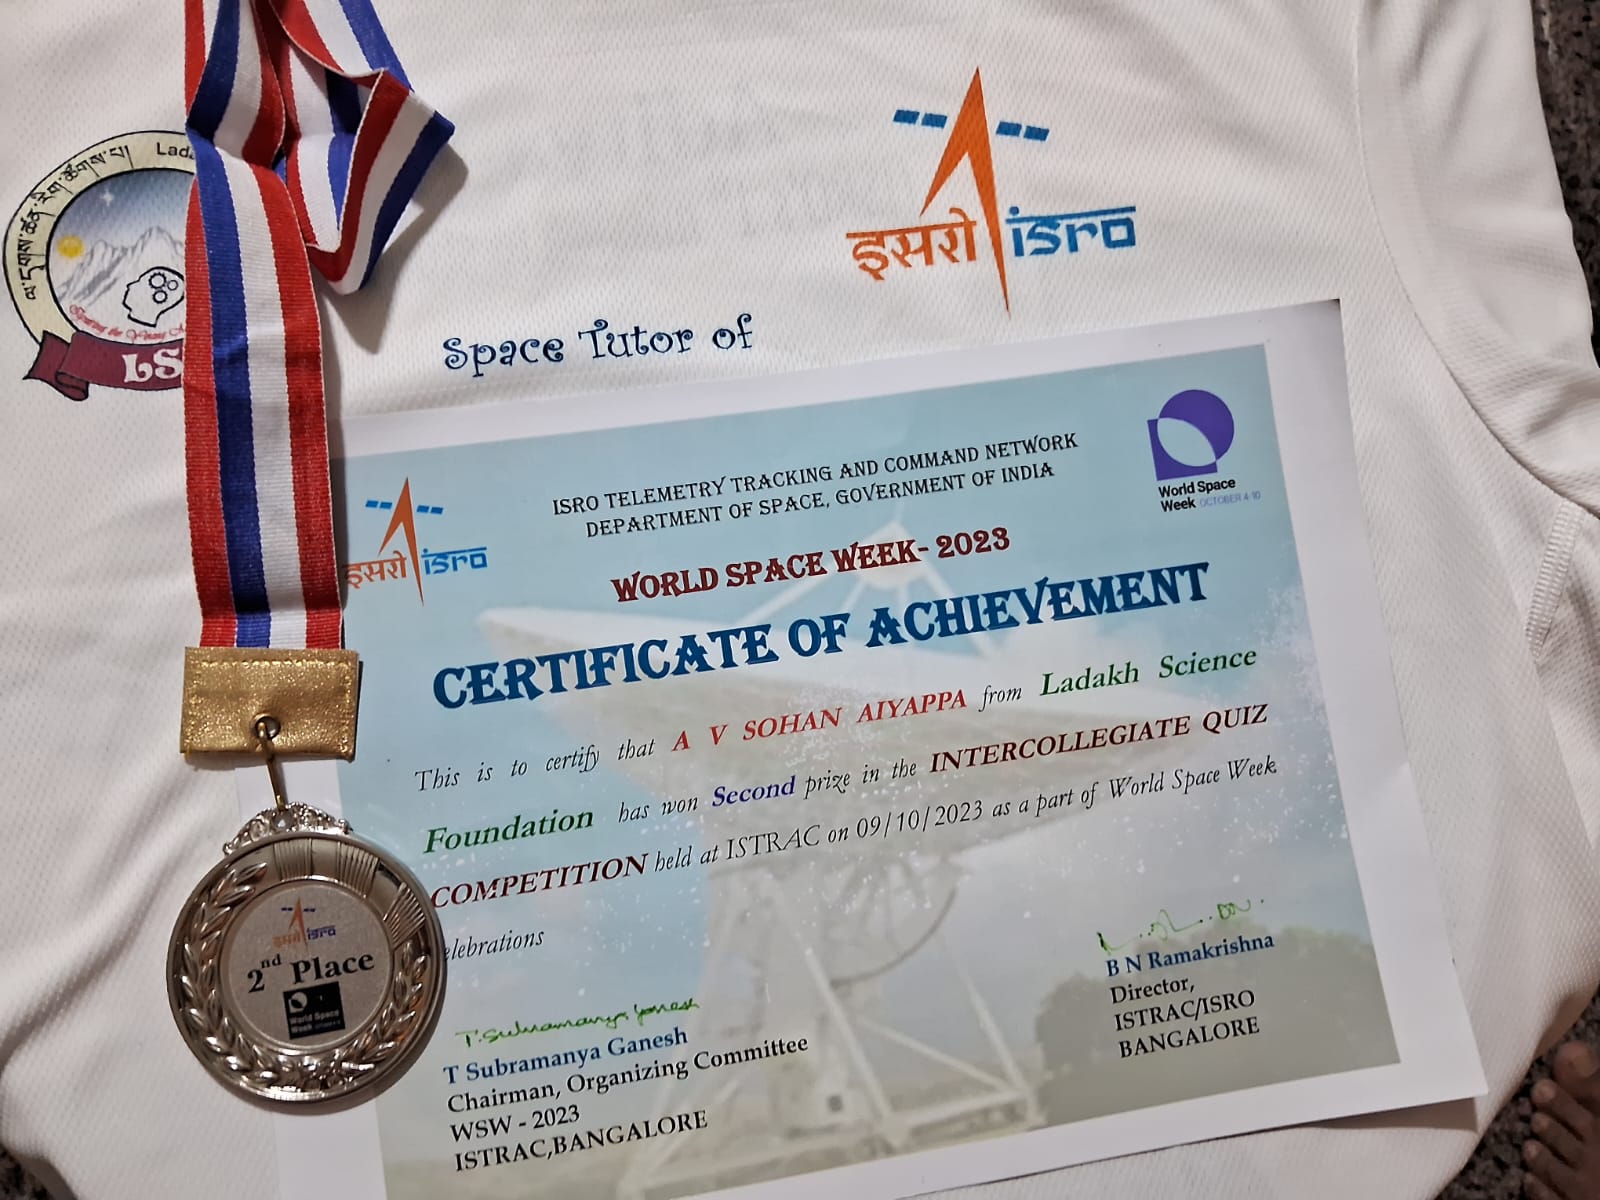 Lada
LS
इसरो isro
Space Tutor of
इसरो isro
World Space
Week OCTOBER 4-10
ISRO TELEMETRY TRACKING AND COMMAND NETWORK
DEPARTMENT OF SPACE, GOVERNMENT OF INDIA
WORLD SPACE WEEK- 2023
CERTIFICATE OF ACHIEVEMENT
This is to certify that A V SOHAN AIYAPPA from Ladakh Science
Foundation has won Second prize in the INTERCOLLEGIATE QUIZ
COMPETITION held at ISTRAC on 09/10/2023 as a part of World Space Week
elebrations
T. Subramanya Ganesh
T Subramanya Ganesh
Chairman, Organizing Committee
WSW - 2023
ISTRAC,BANGALORE
B N Ramakrishna
Director,
ISTRAC/ISRO
BANGALORE
इसरो isro
2nd Place
World Space
Week